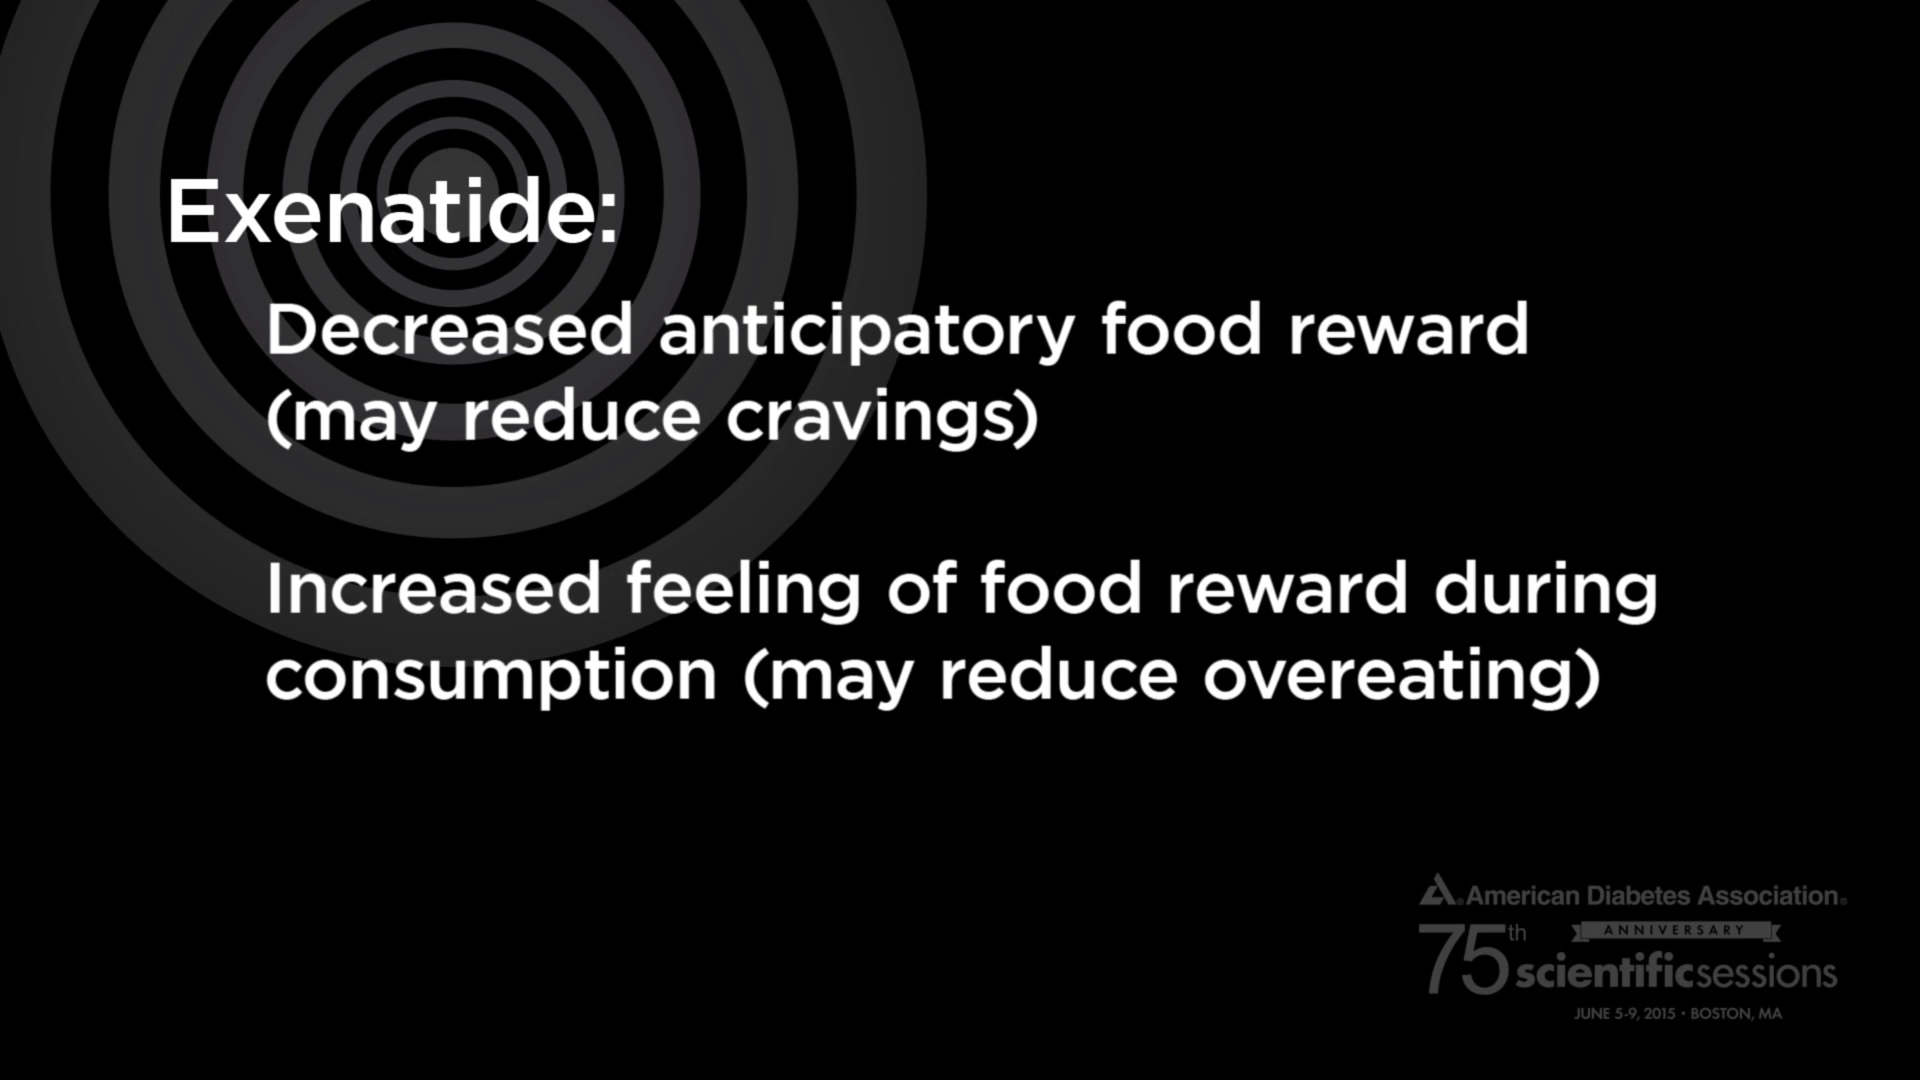 Exenatide:
Decreased anticipatory food reward
(may reduce cravings)
Increased feeling of food reward during
consumption (may reduce overeating)
American Diabetes Association®
75th ANNIVERSARY
scientificsessions
JUNE 5-9, 2015 • BOSTON, MA